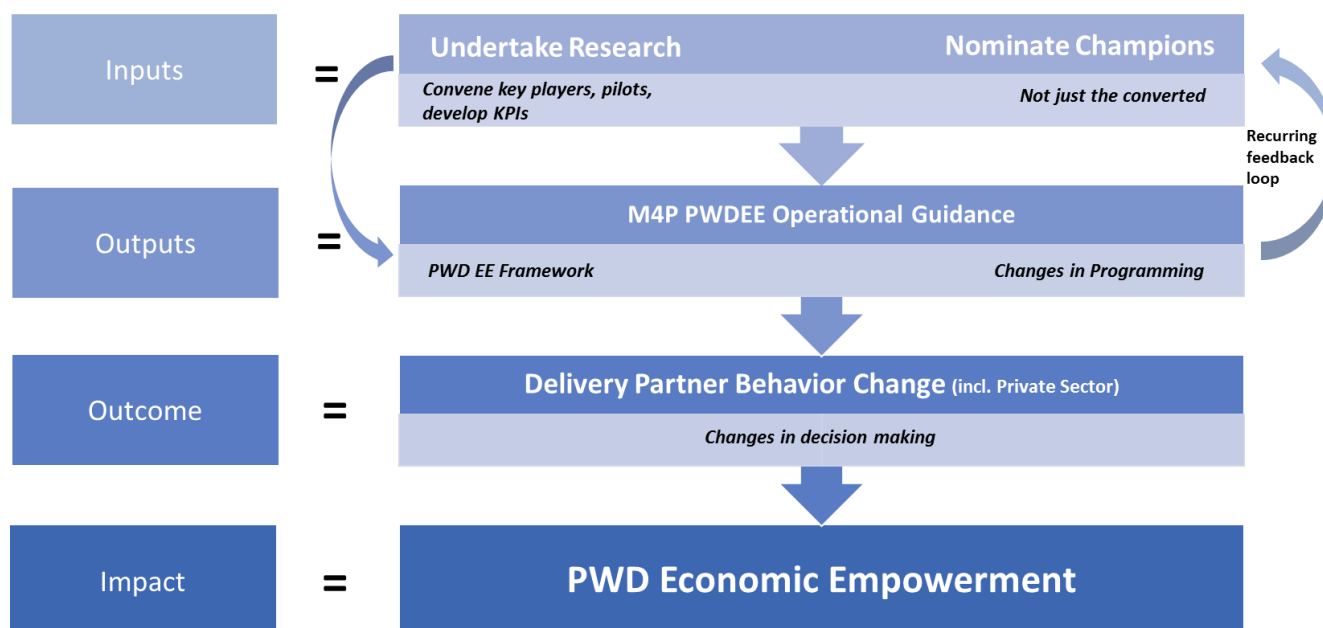 Inputs
=
Undertake Research
Nominate Champions
Convene key players, pilots,
develop KPIs
Not just the converted
Recurring
feedback
loop
Outputs
=
M4P PWDEE Operational Guidance
PWD EE Framework
Changes in Programming
Outcome
=
Delivery Partner Behavior Change (incl. Private Sector)
Changes in decision making
Impact
=
PWD Economic Empowerment